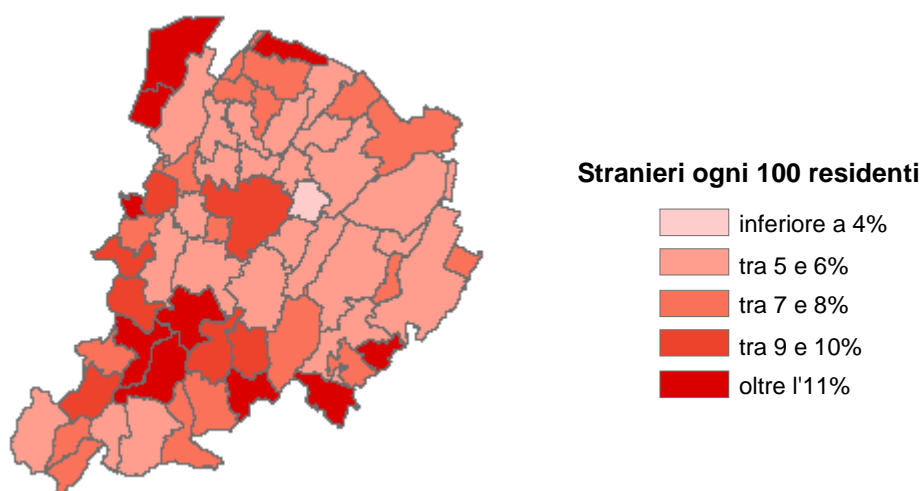 Stranieri ogni 100 residenti
inferiore a 4%
tra 5 e 6%
tra 7 e 8%
tra 9 e 10%
oltre l'11%